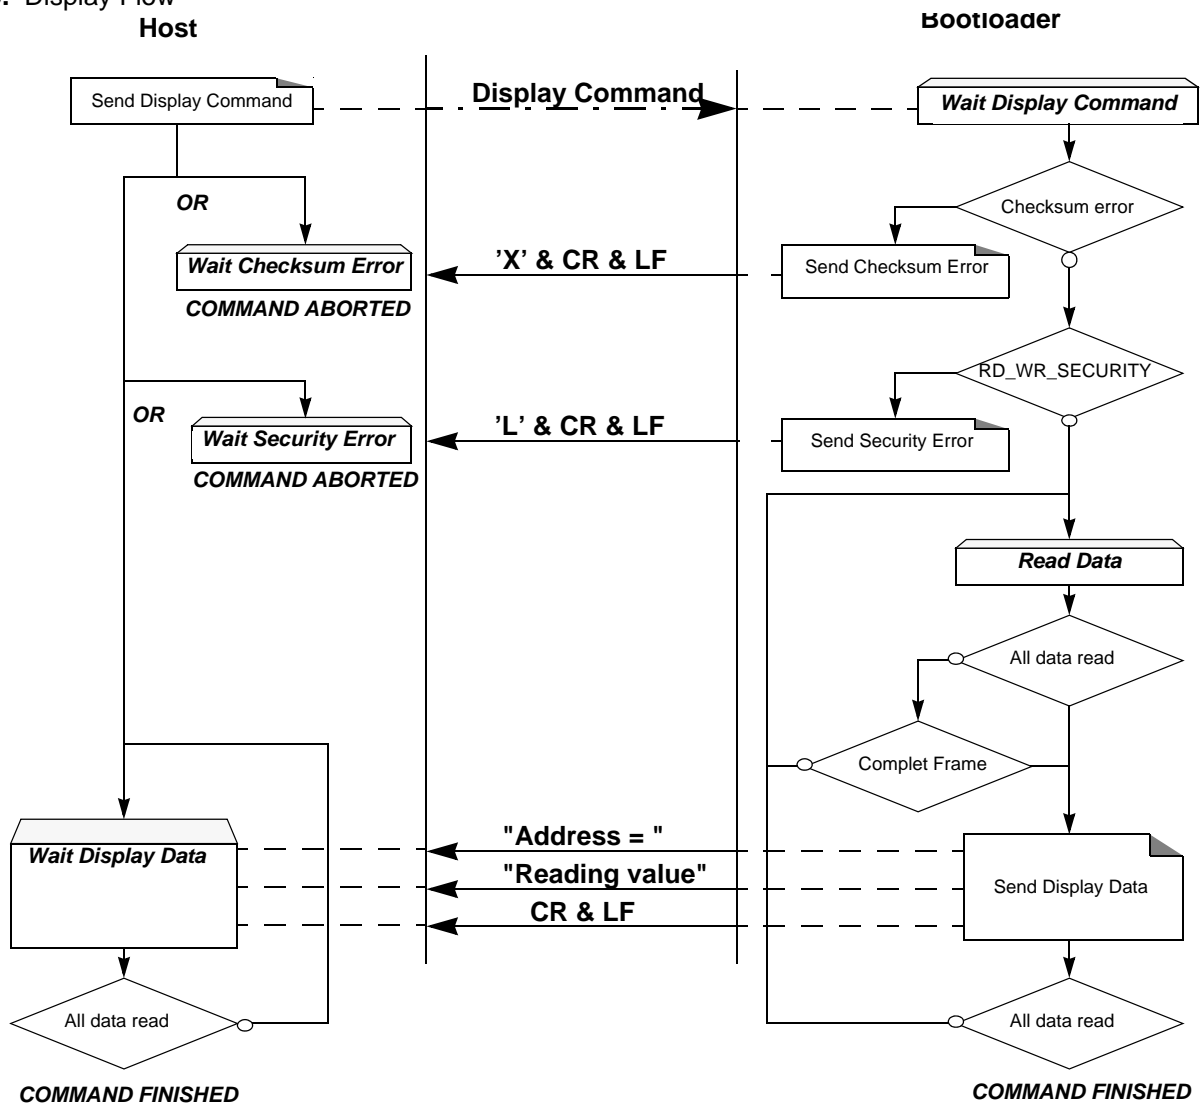 Display Flow
Host
Bootloader
Send Display Command
Display Command
Wait Display Command
OR
Checksum error
Wait Checksum Error
'X' & CR & LF
Send Checksum Error
COMMAND ABORTED
RD_WR_SECURITY
OR
Wait Security Error
'L' & CR & LF
Send Security Error
COMMAND ABORTED
Read Data
All data read
Complet Frame
Wait Display Data
"Address = "
"Reading value"
CR & LF
Send Display Data
All data read
All data read
COMMAND FINISHED
COMMAND FINISHED